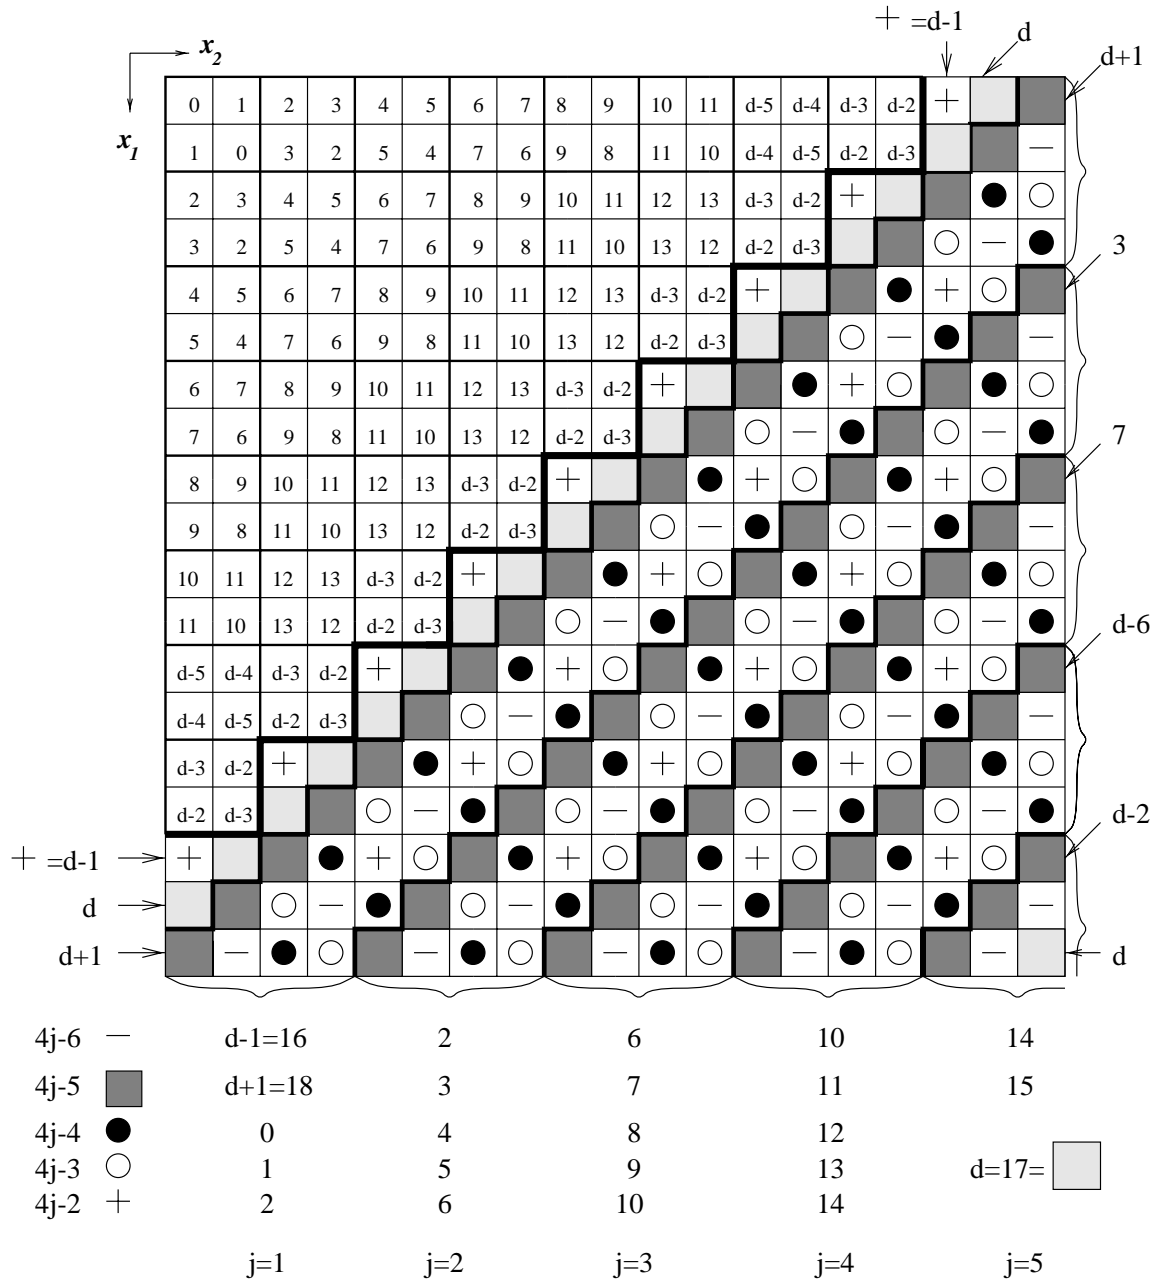 + =d-1
d
x2
d+1
x1
0 1 2 3 4 5 6 7 8 9 10 11 d-5 d-4 d-3 d-2 +
1 0 3 2 5 4 7 6 9 8 11 10 d-4 d-5 d-2 d-3 —
2 3 4 5 6 7 8 9 10 11 12 13 d-3 d-2 +
3 2 5 4 7 6 9 8 11 10 13 12 d-2 d-3 — 3
4 5 6 7 8 9 10 11 12 13 d-3 d-2 + +
5 4 7 6 9 8 11 10 13 12 d-2 d-3 — —
6 7 8 9 10 11 12 13 d-3 d-2 + +
7 6 9 8 11 10 13 12 d-2 d-3 — — 7
8 9 10 11 12 13 d-3 d-2 + + +
9 8 11 10 13 12 d-2 d-3 — — —
10 11 12 13 d-3 d-2 + + +
11 10 13 12 d-2 d-3 — — — d-6
d-5 d-4 d-3 d-2 + + + +
d-4 d-5 d-2 d-3 — — — —
d-3 d-2 + + + +
d-2 d-3 — — — — d-2
+ =d-1 + + + + +
d — — — — —
d+1 — — — — — d
4j-6 — d-1=16 2 6 10 14
4j-5 d+1=18 3 7 11 15
4j-4 0 4 8 12
4j-3 1 5 9 13 d=17=
4j-2 + 2 6 10 14
j=1 j=2 j=3 j=4 j=5